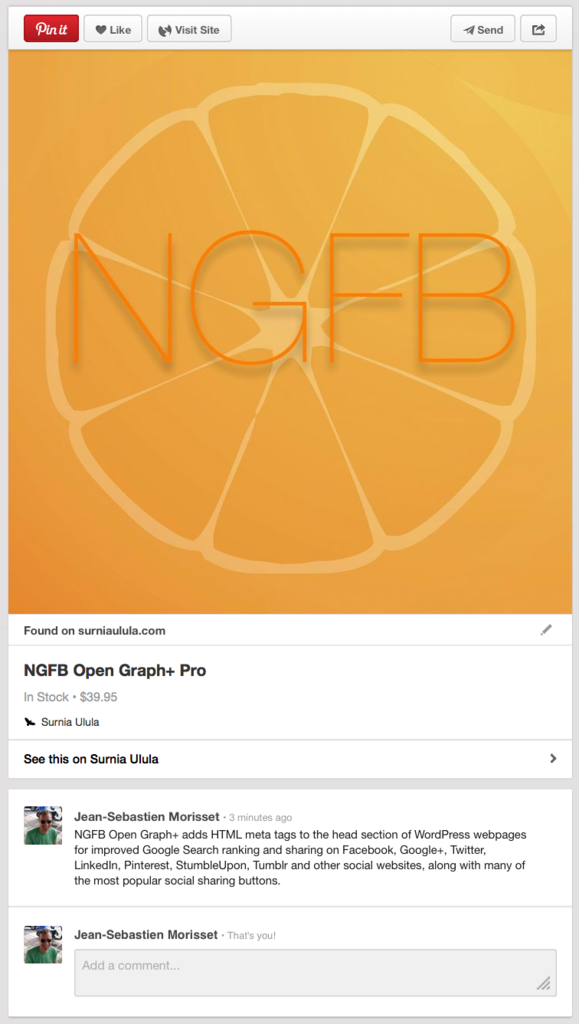 Pin it Like Visit Site Send
NGFB
Found on surniaulula.com
NGFB Open Graph+ Pro
In Stock • $39.95
Surnia Ulula
See this on Surnia Ulula
Jean-Sebastien Morisset • 3 minutes ago
NGFB Open Graph+ adds HTML meta tags to the head section of WordPress webpages
for improved Google Search ranking and sharing on Facebook, Google+, Twitter,
LinkedIn, Pinterest, StumbleUpon, Tumblr and other social websites, along with many of
the most popular social sharing buttons.
Jean-Sebastien Morisset • That's you!
Add a comment...